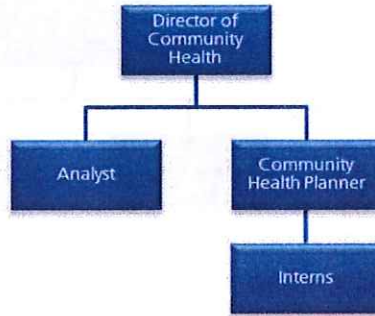 Director of
Community
Health
Analyst
Community
Health Planner
Interns